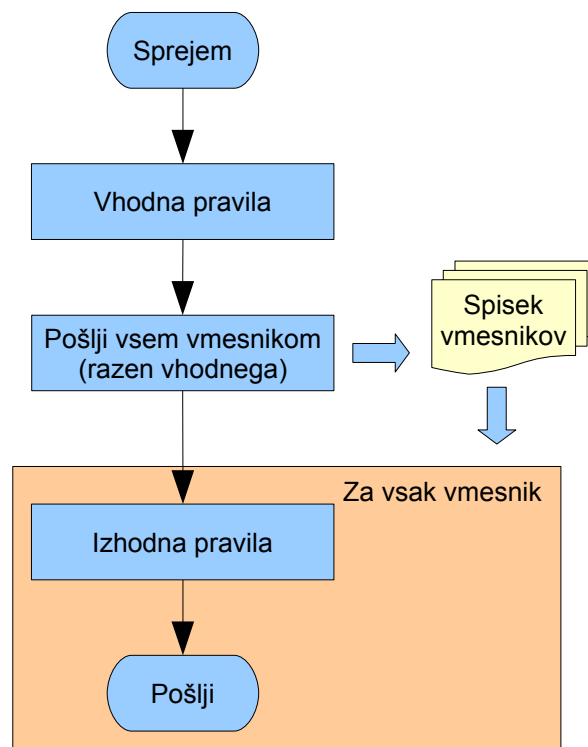 Sprejem
Vhodna pravila
Pošlji vsem vmesnikom
(razen vhodnega)
Spisek
vmesnikov
Za vsak vmesnik
Izhodna pravila
Pošlji